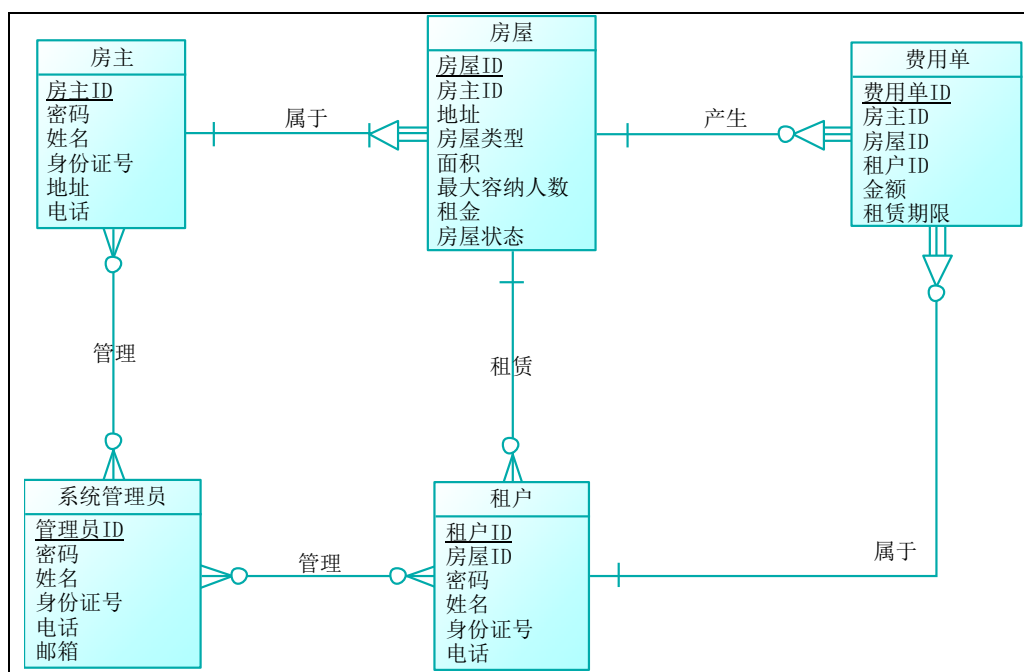 房主
房主ID
密码
姓名
身份证号
地址
电话
属于
房屋
房屋ID
房主ID
地址
房屋类型
面积
最大容纳人数
租金
房屋状态
产生
费用单
费用单ID
房主ID
房屋ID
租户ID
金额
租赁期限
管理
租赁
系统管理员
管理员ID
密码
姓名
身份证号
电话
邮箱
管理
租户
租户ID
房屋ID
密码
姓名
身份证号
电话
属于